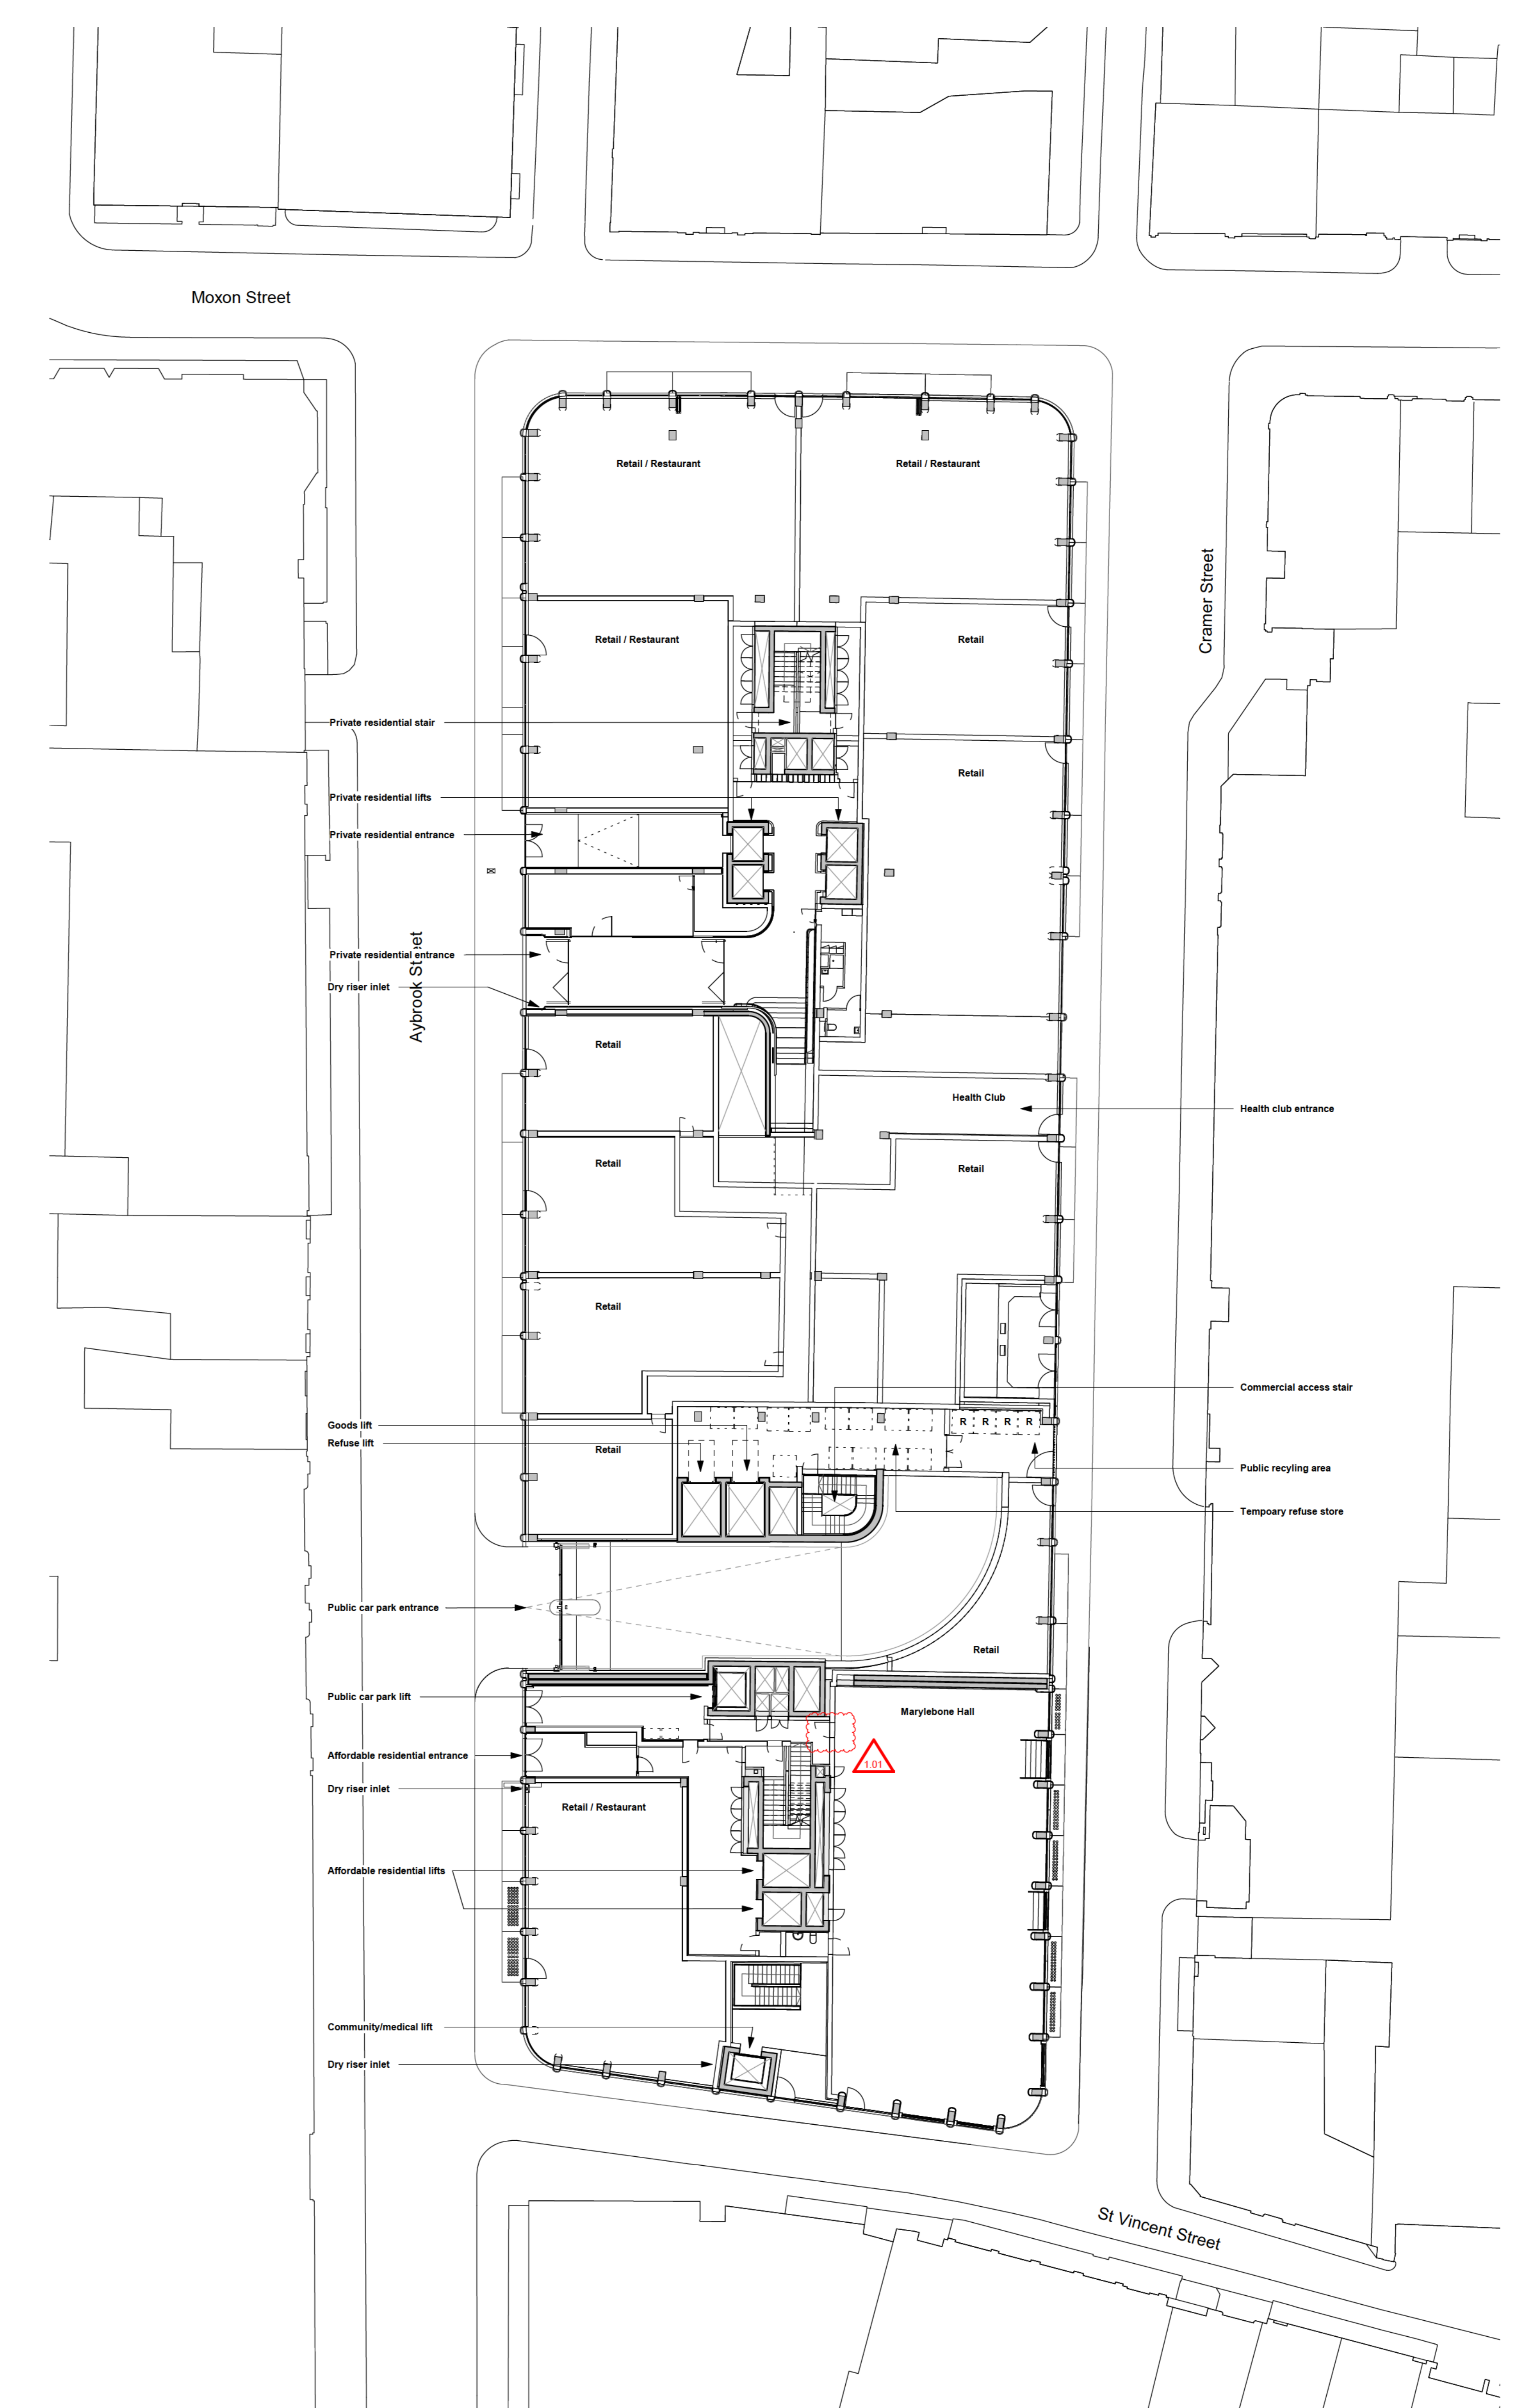 Moxon Street
Retail / Restaurant
Retail / Restaurant
Cramer Street
Retail / Restaurant
Retail
Private residential stair
Retail
Private residential lifts
Private residential entrance
Aybrook Street
Private residential entrance
Dry riser inlet
Retail
Health Club
Health club entrance
Retail
Retail
Retail
Commercial access stair
Goods lift
R R R R
Refuse lift
Retail
Public recyling area
Tempoary refuse store
Public car park entrance
Retail
Public car park lift
Marylebone Hall
Affordable residential entrance
1.01
Dry riser inlet
Retail / Restaurant
Affordable residential lifts
Community/medical lift
Dry riser inlet
St Vincent Street